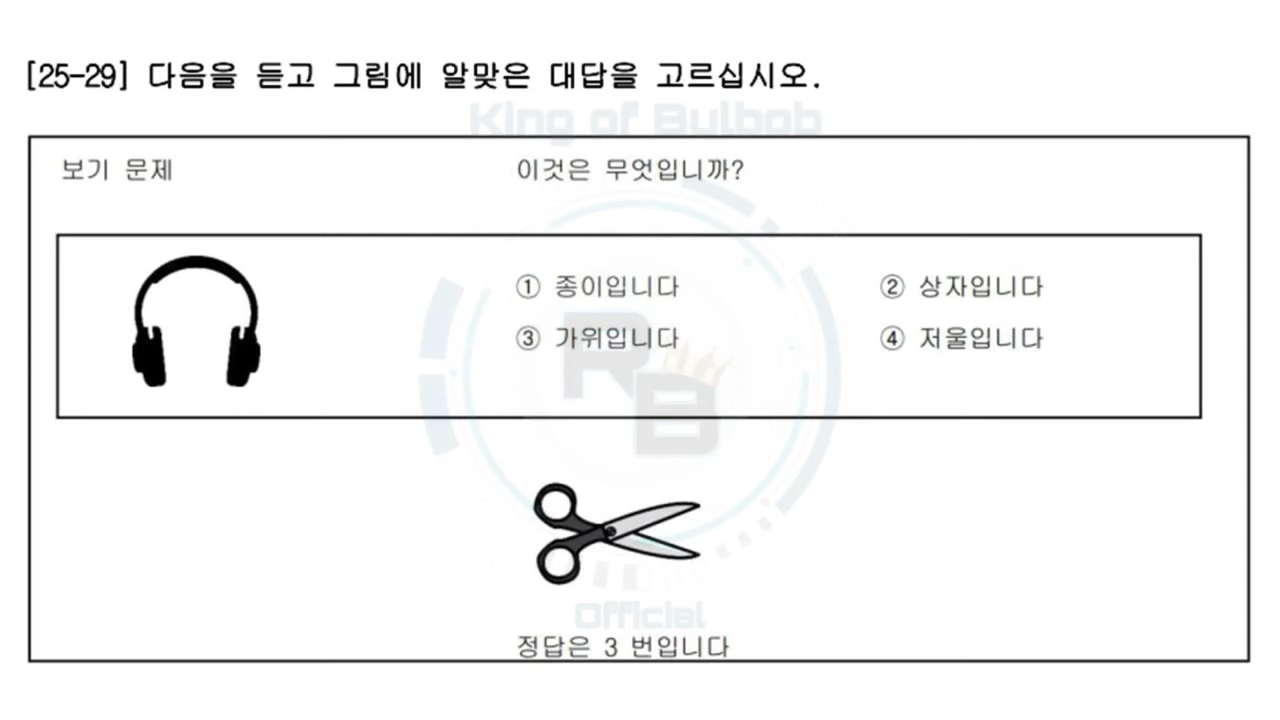 [25-29] 다음을 듣고 그림에 알맞은 대답을 고르십시오.
King of Bulbob
보기 문제 이것은 무엇입니까?
① 종이입니다 ② 상자입니다
③ 가위입니다 ④ 저울입니다
RB
Official
정답은 3 번입니다